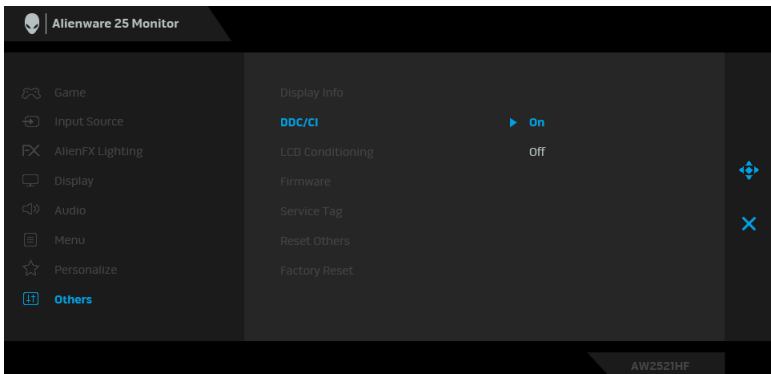 Alienware 25 Monitor
Game
Input Source
AlienFX Lighting
Display
Audio
Menu
Personalize
Others
Display Info
DDC/CI On
LCD Conditioning Off
Firmware
Service Tag
Reset Others
Factory Reset
AW2521HF